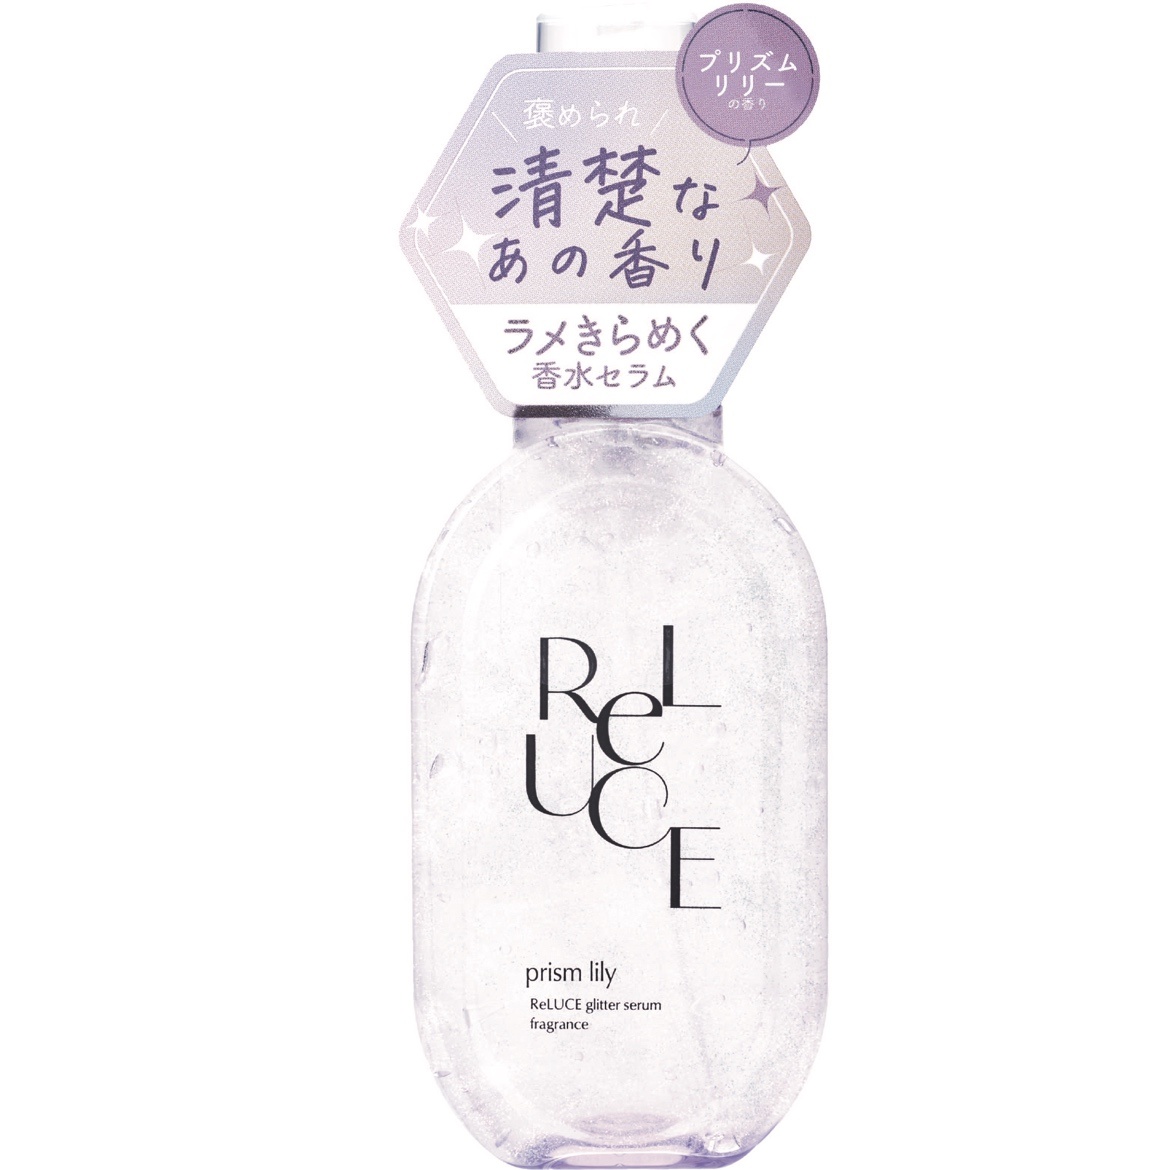 プリズム
リリー
の香り
褒められ
清楚な
あの香り
ラメきらめく
香水セラム
ReLUCE
prism lily
ReLUCE glitter serum
fragrance